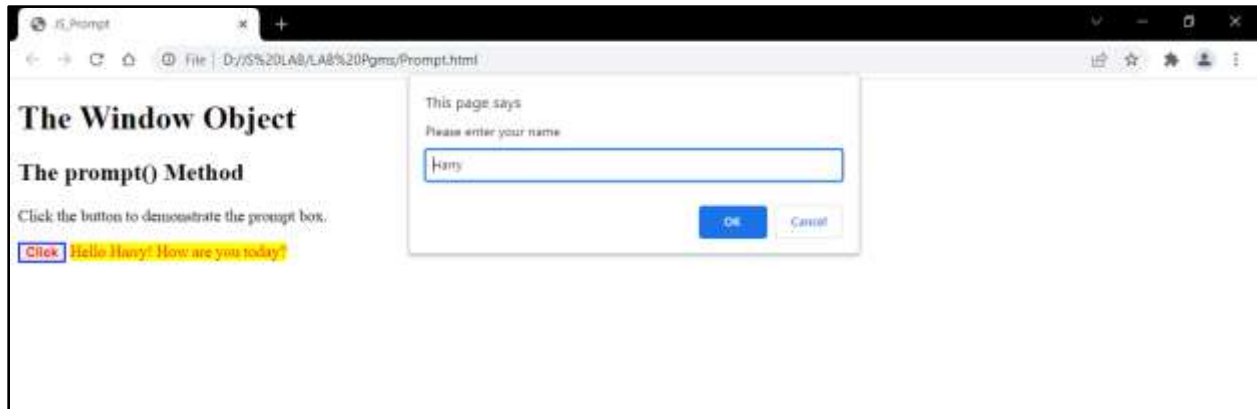 JS_Prompt
File | D:/JS%20LAB/LAB%20Pgms/Prompt.html
The Window Object
The prompt() Method
Click the button to demonstrate the prompt box.
Click Hello Harry! How are you today?
This page says
Please enter your name
Harry
OK Cancel